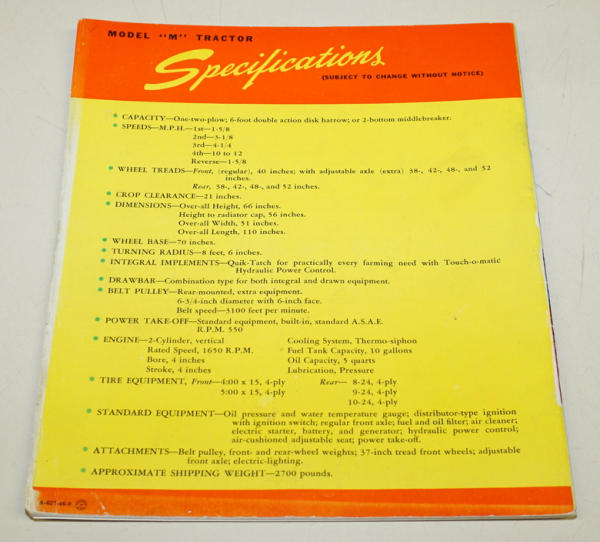 MODEL "M" TRACTOR
Specifications
(SUBJECT TO CHANGE WITHOUT NOTICE)
CAPACITY—One-two-plow; 6-foot double action disk harrow; or 2-bottom middlebreaker.
SPEEDS—M.P.H.—1st—1-5/8
2nd—3-1/8
3rd—4-1/4
4th—10 to 12
Reverse—1-5/8
WHEEL TREADS—Front, (regular), 40 inches; with adjustable axle (extra) 38-, 42-, 48-, and 52
inches.
Rear, 38-, 42-, 48-, and 52 inches.
CROP CLEARANCE—21 inches.
DIMENSIONS—Over-all Height, 66 inches.
Height to radiator cap, 56 inches.
Over-all Width, 51 inches.
Over-all Length, 110 inches.
WHEEL BASE—70 inches.
TURNING RADIUS—8 feet, 6 inches.
INTEGRAL IMPLEMENTS—Quik-Tatch for practically every farming need with Touch-o-matic
Hydraulic Power Control.
DRAWBAR—Combination type for both integral and drawn equipment.
BELT PULLEY—Rear-mounted, extra equipment.
6-3/4-inch diameter with 6-inch face.
Belt speed—3100 feet per minute.
POWER TAKE-OFF—Standard equipment, built-in, standard A.S.A.E.
R.P.M. 550
ENGINE—2-Cylinder, vertical Cooling System, Thermo-siphon
Rated Speed, 1650 R.P.M. Fuel Tank Capacity, 10 gallons
Bore, 4 inches Oil Capacity, 5 quarts
Stroke, 4 inches Lubrication, Pressure
TIRE EQUIPMENT, Front—4:00 x 15, 4-ply Rear— 8-24, 4-ply
5:00 x 15, 4-ply 9-24, 4-ply
10-24, 4-ply
STANDARD EQUIPMENT—Oil pressure and water temperature gauge; distributor-type ignition
with ignition switch; regular front axle; fuel and oil filter; air cleaner;
electric starter, battery, and generator; hydraulic power control;
air-cushioned adjustable seat; power take-off.
ATTACHMENTS—Belt pulley, front- and rear-wheel weights; 37-inch tread front wheels; adjustable
front axle; electric-lighting.
APPROXIMATE SHIPPING WEIGHT—2700 pounds.